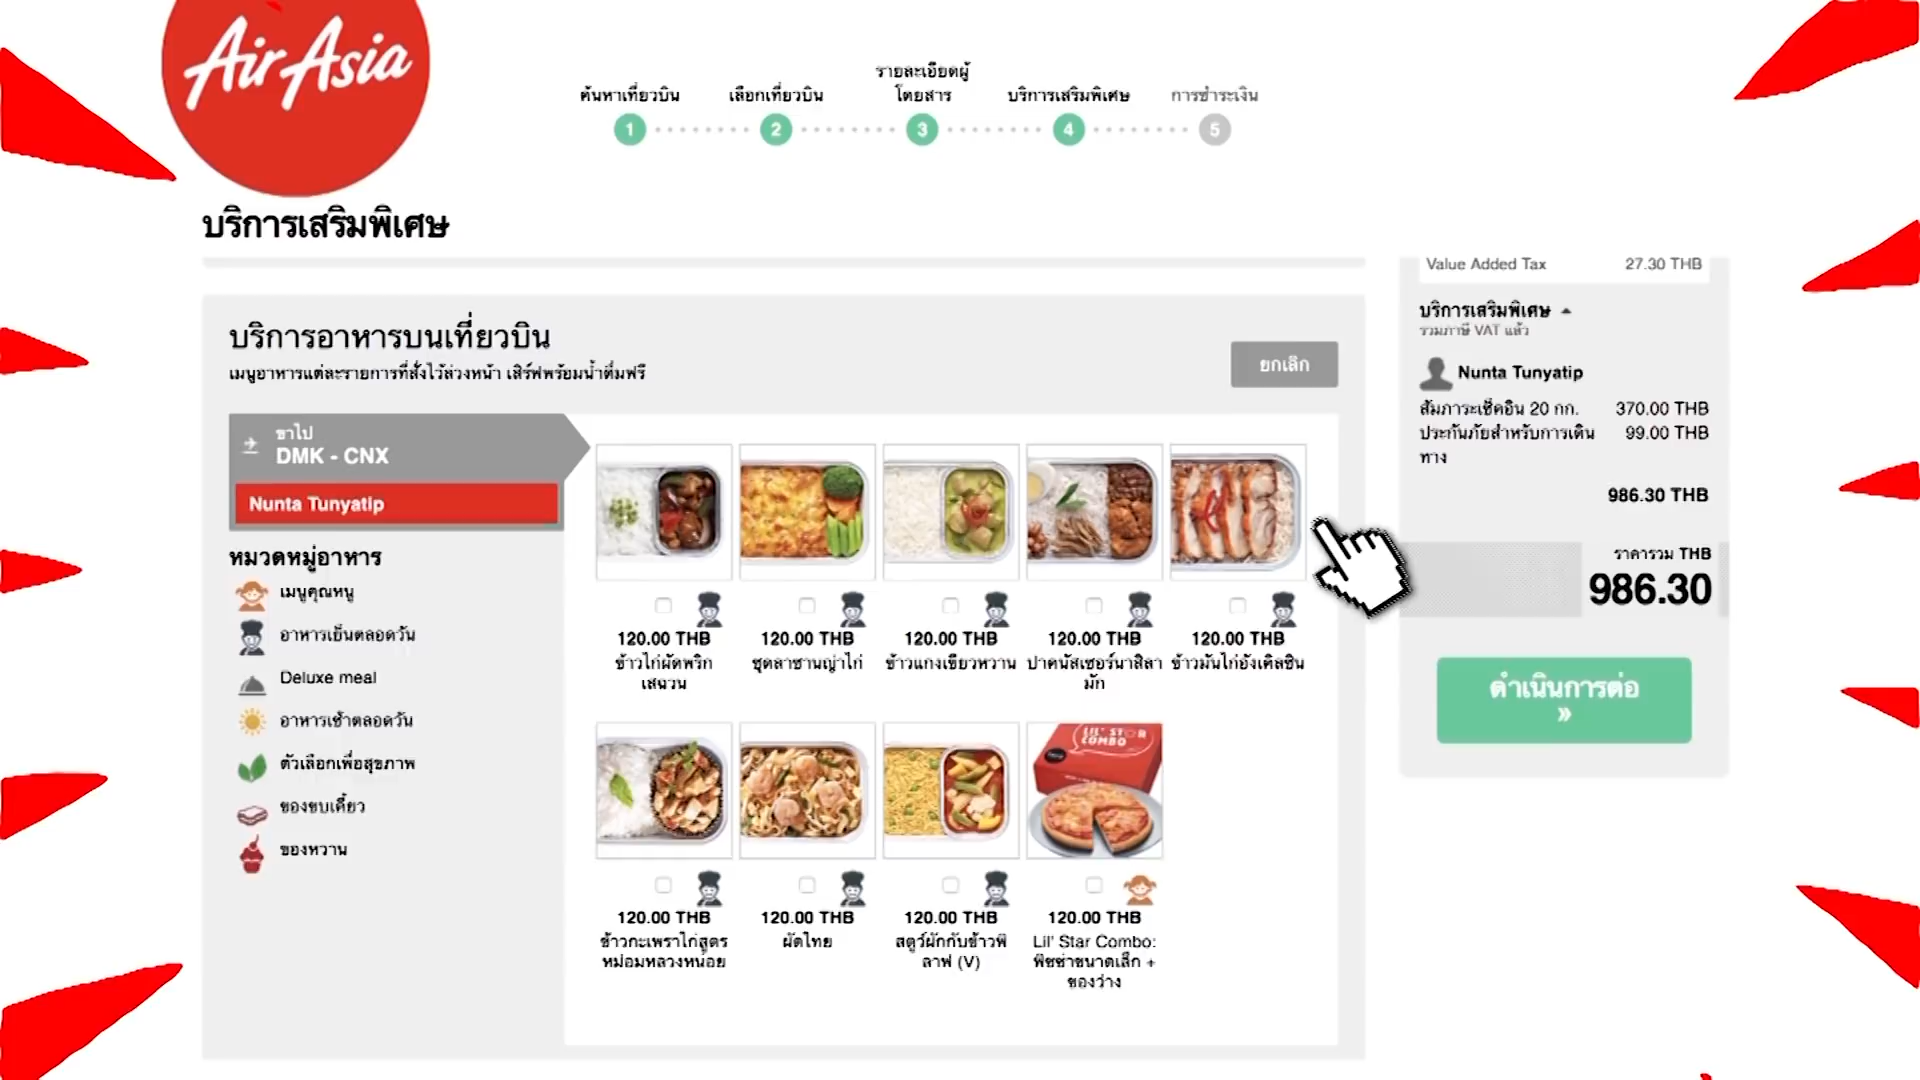 AirAsia
ค้นหาเที่ยวบิน
เลือกเที่ยวบิน
รายละเอียดผู้
โดยสาร
บริการเสริมพิเศษ
การชำระเงิน
1
2
3
4
5
บริการเสริมพิเศษ
บริการอาหารบนเที่ยวบิน
เมนูอาหารแต่ละรายการที่สั่งไว้ล่วงหน้า เสิร์ฟพร้อมน้ำดื่มฟรี
ยกเลิก
ขาไป
DMK - CNX
Nunta Tunyatip
หมวดหมู่อาหาร
เมนูคุณหนู
อาหารเย็นตลอดวัน
Deluxe meal
อาหารเช้าตลอดวัน
ตัวเลือกเพื่อสุขภาพ
ของขบเคี้ยว
ของหวาน
120.00 THB
ข้าวไก่ผัดพริก
เสฉวน
120.00 THB
ชุดลาซานญ่าไก่
120.00 THB
ข้าวแกงเขียวหวาน
120.00 THB
ปาคนัสเซอร์นาสิลา
มัก
120.00 THB
ข้าวมันไก่อังเคิลชิน
120.00 THB
ข้าวกะเพราไก่สูตร
หม่อมหลวงหน่อย
120.00 THB
ผัดไทย
120.00 THB
สตูว์ผักกับข้าวพิ
ลาฟ (V)
LIL' STAR
COMBO
120.00 THB
Lil' Star Combo:
พิซซ่าขนาดเล็ก +
ของว่าง
Value Added Tax 27.30 THB
บริการเสริมพิเศษ
รวมภาษี VAT แล้ว
Nunta Tunyatip
สัมภาระเช็คอิน 20 กก. 370.00 THB
ประกันภัยสำหรับการเดิน 99.00 THB
ทาง
986.30 THB
ราคารวม THB
986.30
ดำเนินการต่อ
»